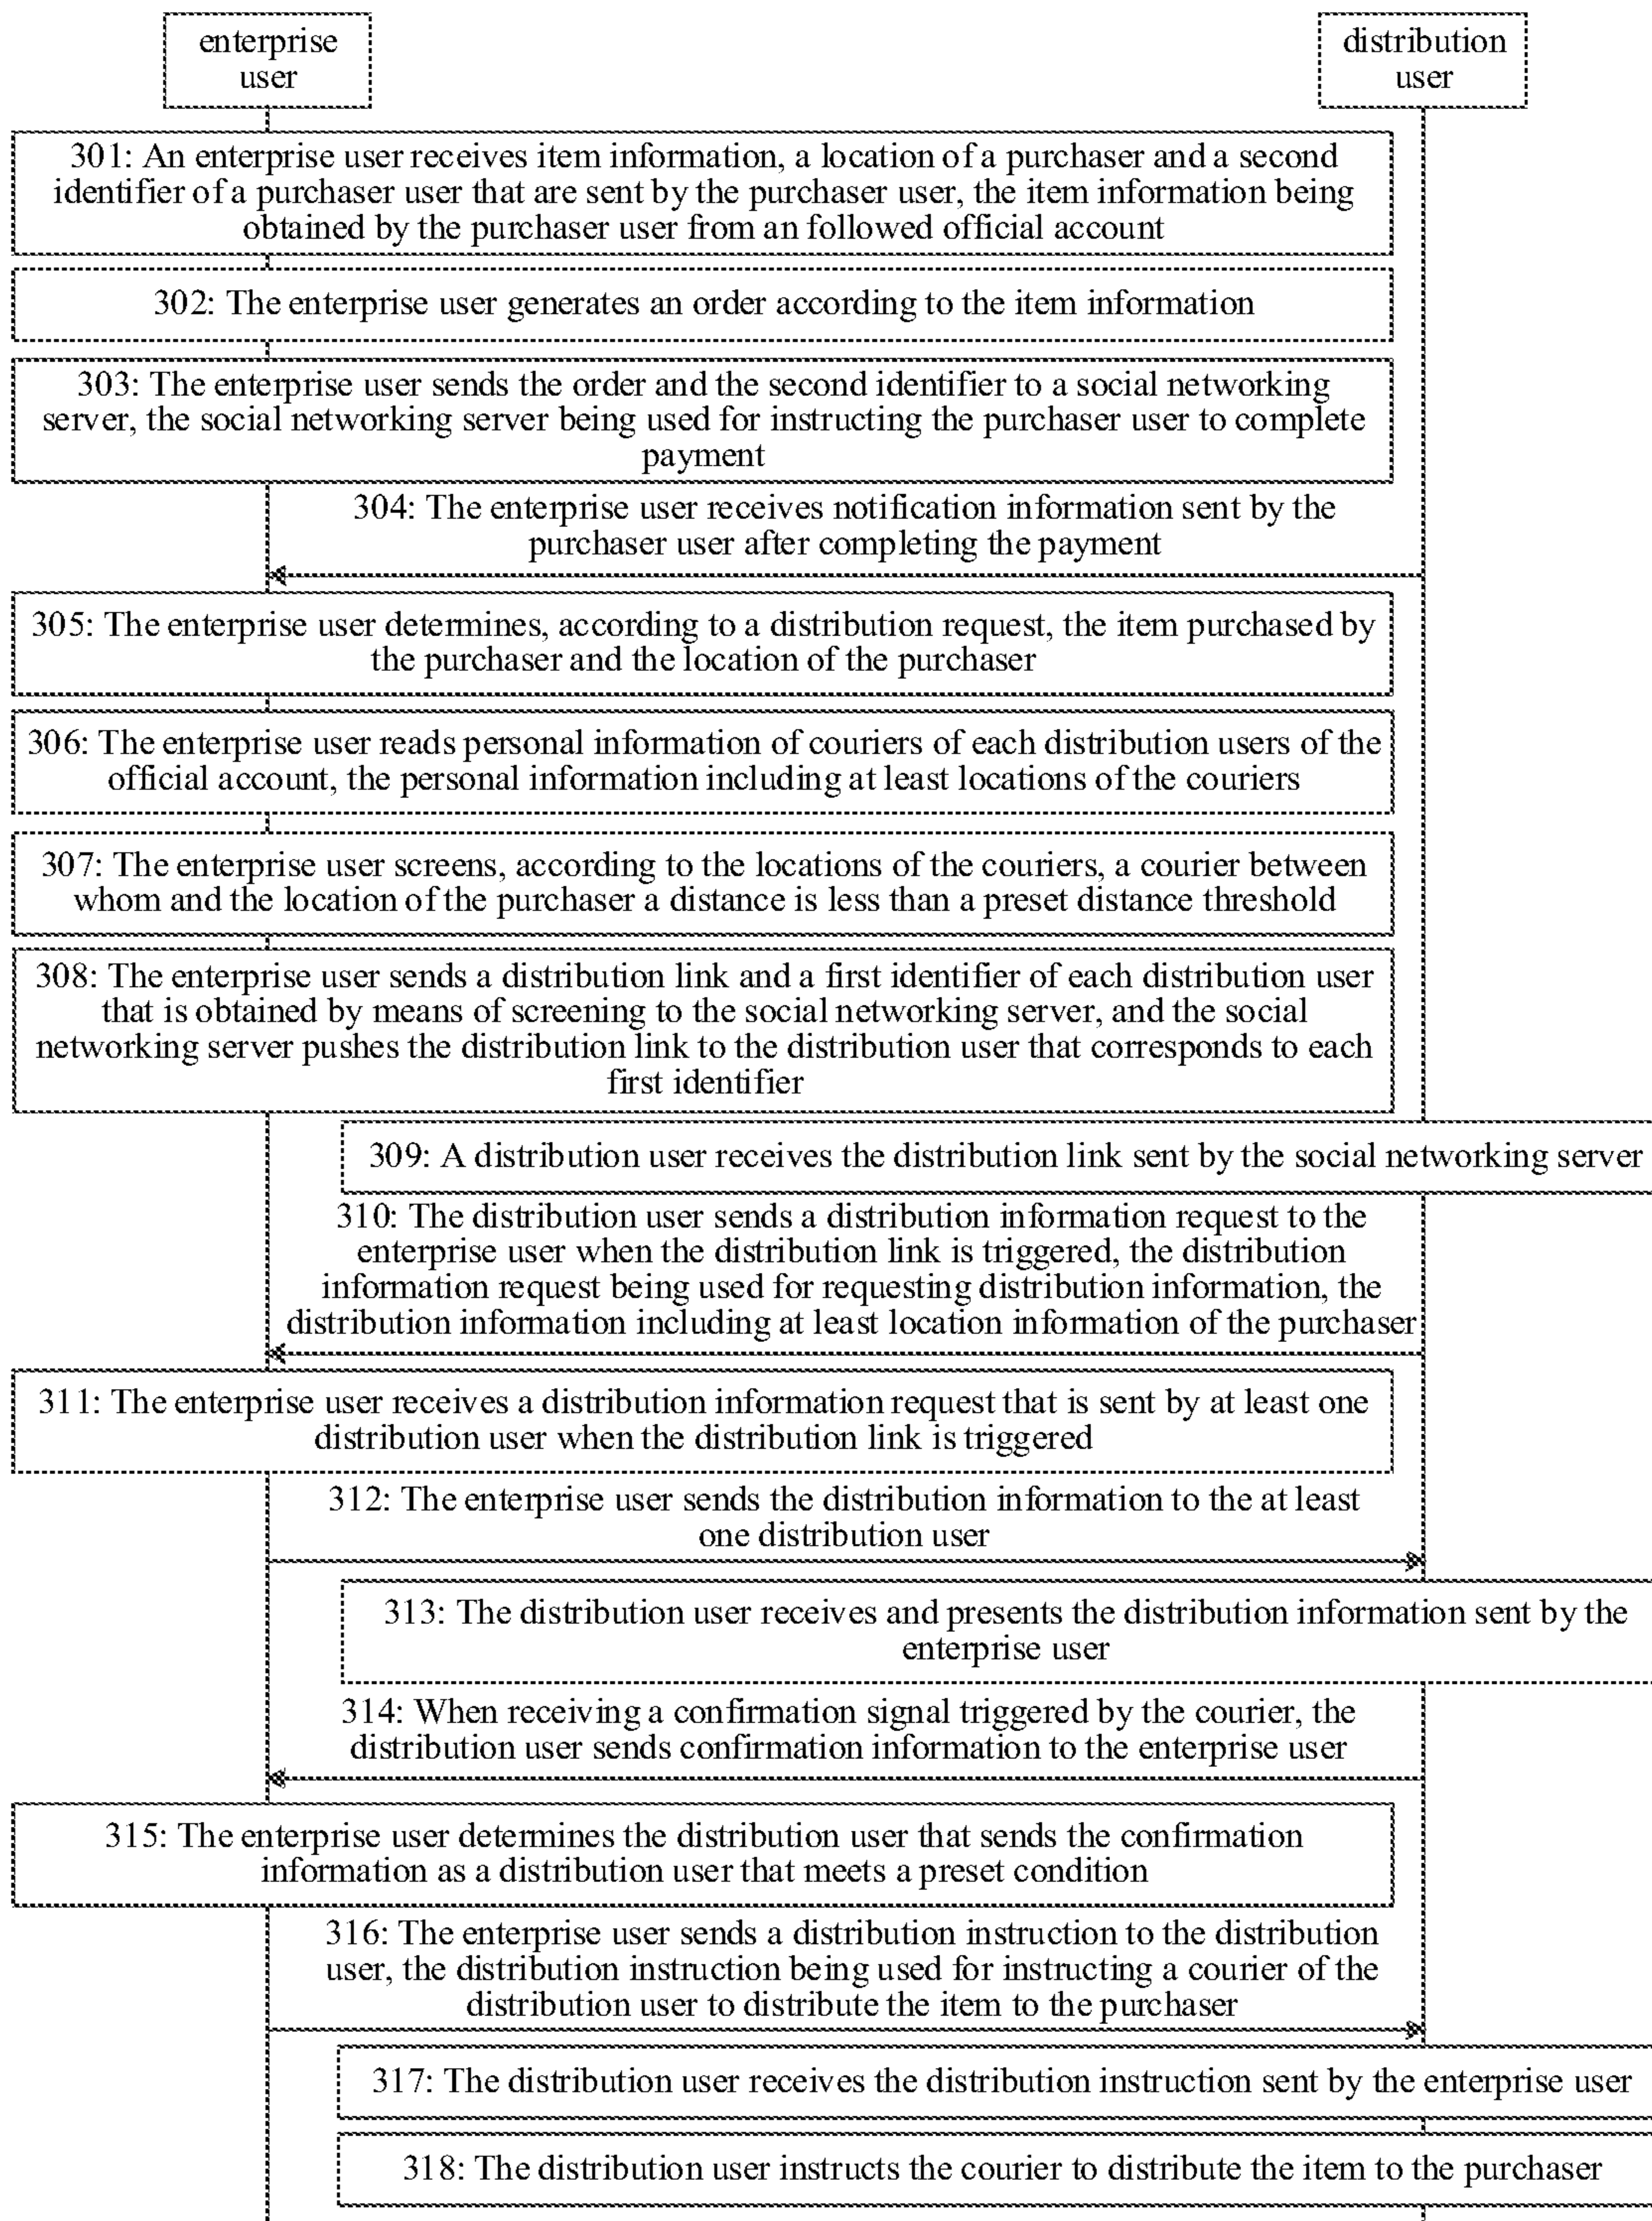 enterprise
user
distribution
user
301: An enterprise user receives item information, a location of a purchaser and a second
identifier of a purchaser user that are sent by the purchaser user, the item information being
obtained by the purchaser user from an followed official account
302: The enterprise user generates an order according to the item information
303: The enterprise user sends the order and the second identifier to a social networking
server, the social networking server being used for instructing the purchaser user to complete
payment
304: The enterprise user receives notification information sent by the
purchaser user after completing the payment
305: The enterprise user determines, according to a distribution request, the item purchased by
the purchaser and the location of the purchaser
306: The enterprise user reads personal information of couriers of each distribution users of the
official account, the personal information including at least locations of the couriers
307: The enterprise user screens, according to the locations of the couriers, a courier between
whom and the location of the purchaser a distance is less than a preset distance threshold
308: The enterprise user sends a distribution link and a first identifier of each distribution user
that is obtained by means of screening to the social networking server, and the social
networking server pushes the distribution link to the distribution user that corresponds to each
first identifier
309: A distribution user receives the distribution link sent by the social networking server
310: The distribution user sends a distribution information request to the
enterprise user when the distribution link is triggered, the distribution
information request being used for requesting distribution information, the
distribution information including at least location information of the purchaser
311: The enterprise user receives a distribution information request that is sent by at least one
distribution user when the distribution link is triggered
312: The enterprise user sends the distribution information to the at least
one distribution user
313: The distribution user receives and presents the distribution information sent by the
enterprise user
314: When receiving a confirmation signal triggered by the courier, the
distribution user sends confirmation information to the enterprise user
315: The enterprise user determines the distribution user that sends the confirmation
information as a distribution user that meets a preset condition
316: The enterprise user sends a distribution instruction to the distribution
user, the distribution instruction being used for instructing a courier of the
distribution user to distribute the item to the purchaser
317: The distribution user receives the distribution instruction sent by the enterprise user
318: The distribution user instructs the courier to distribute the item to the purchaser